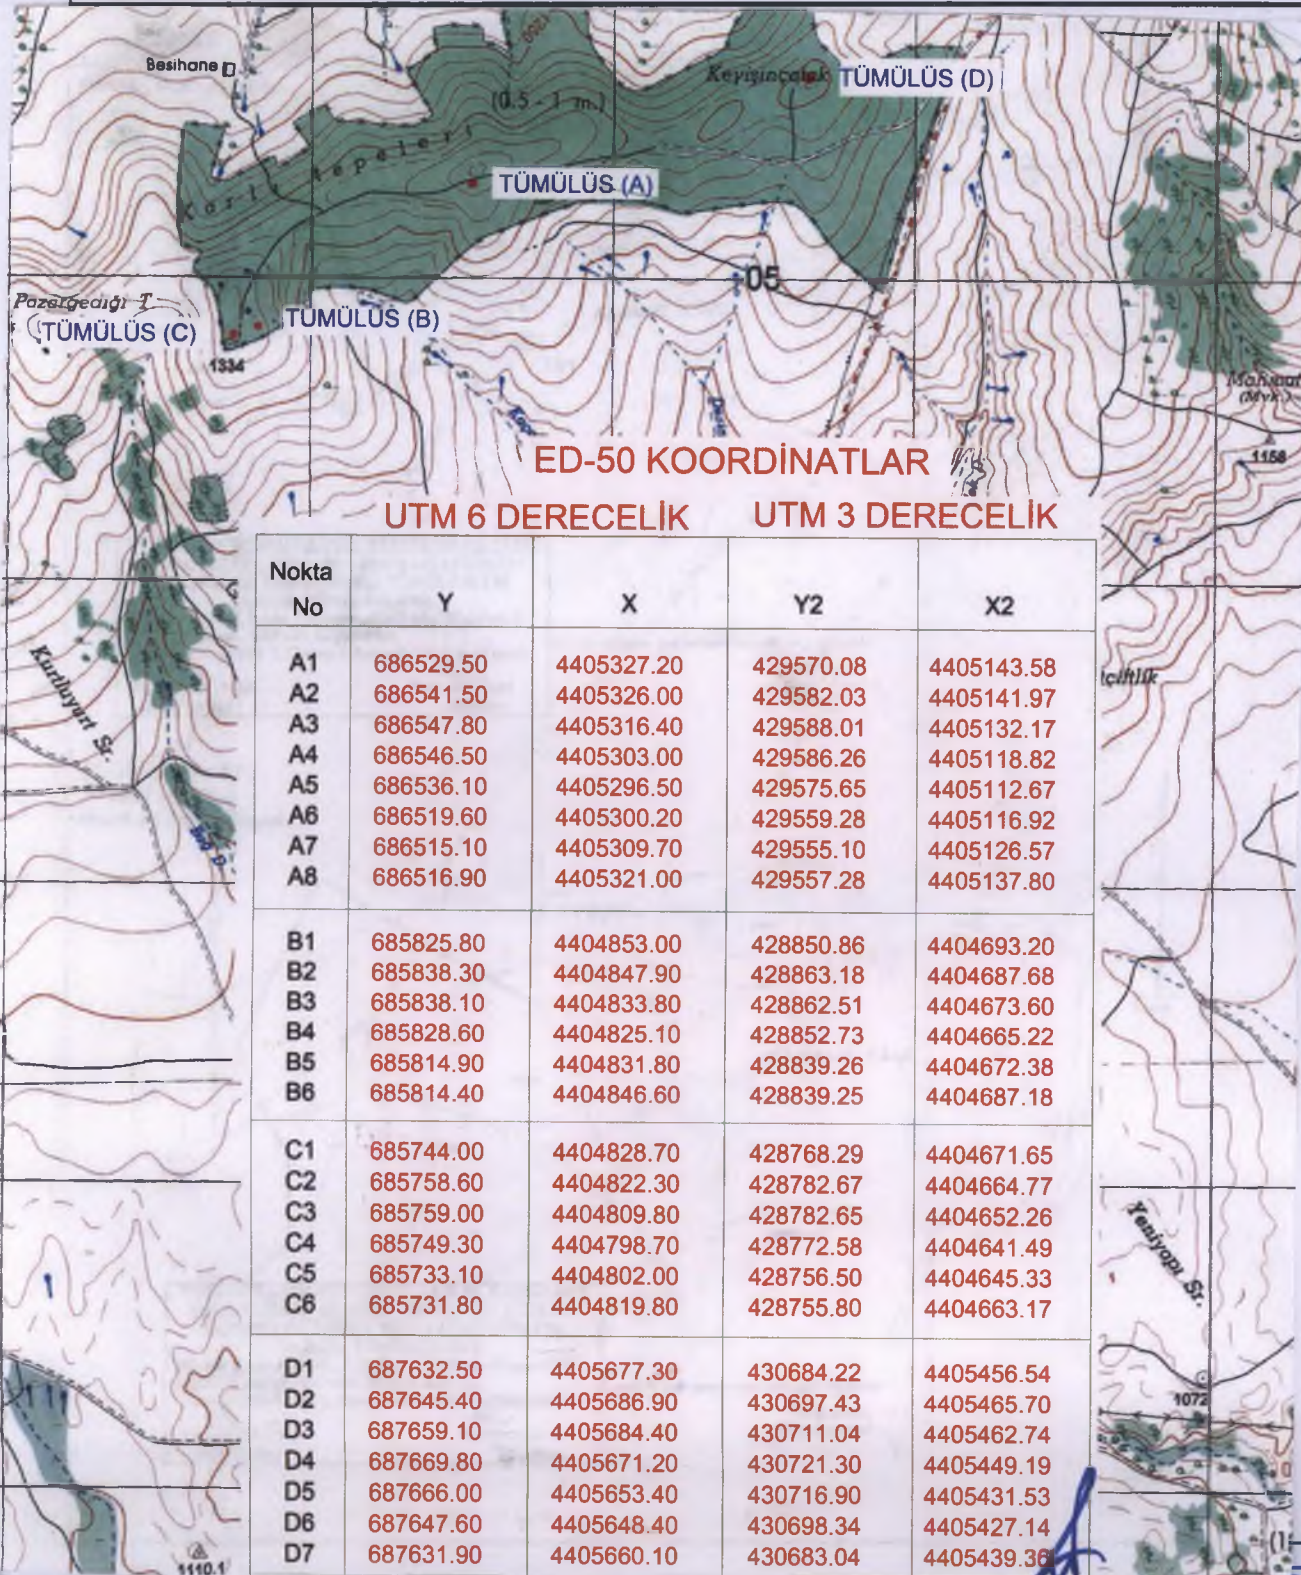 1250
Besihane
Keyişinçatak TÜMÜLÜS (D)
(0.5 - 1 m.)
Karlı tepeleri
TÜMÜLÜS (A)
05
Pazargediği T.
TÜMÜLÜS (C)
TÜMÜLÜS (B)
1334
(Mvk.)
1158
ED-50 KOORDİNATLAR
UTM 6 DERECELİK UTM 3 DERECELİK
Nokta
No Y X Y2 X2
A1 686529.50 4405327.20 429570.08 4405143.58
A2 686541.50 4405326.00 429582.03 4405141.97
A3 686547.80 4405316.40 429588.01 4405132.17
A4 686546.50 4405303.00 429586.26 4405118.82
A5 686536.10 4405296.50 429575.65 4405112.67
A6 686519.60 4405300.20 429559.28 4405116.92
A7 686515.10 4405309.70 429555.10 4405126.57
A8 686516.90 4405321.00 429557.28 4405137.80
B1 685825.80 4404853.00 428850.86 4404693.20
B2 685838.30 4404847.90 428863.18 4404687.68
B3 685838.10 4404833.80 428862.51 4404673.60
B4 685828.60 4404825.10 428852.73 4404665.22
B5 685814.90 4404831.80 428839.26 4404672.38
B6 685814.40 4404846.60 428839.25 4404687.18
C1 685744.00 4404828.70 428768.29 4404671.65
C2 685758.60 4404822.30 428782.67 4404664.77
C3 685759.00 4404809.80 428782.65 4404652.26
C4 685749.30 4404798.70 428772.58 4404641.49
C5 685733.10 4404802.00 428756.50 4404645.33
C6 685731.80 4404819.80 428755.80 4404663.17
D1 687632.50 4405677.30 430684.22 4405456.54
D2 687645.40 4405686.90 430697.43 4405465.70
D3 687659.10 4405684.40 430711.04 4405462.74
D4 687669.80 4405671.20 430721.30 4405449.19
D5 687666.00 4405653.40 430716.90 4405431.53
D6 687647.60 4405648.40 430698.34 4405427.14
D7 687631.90 4405660.10 430683.04 4405439.36
Kurtluyurt Sr.
çiftlik
Yeniyapı Sr.
1072
1110.1